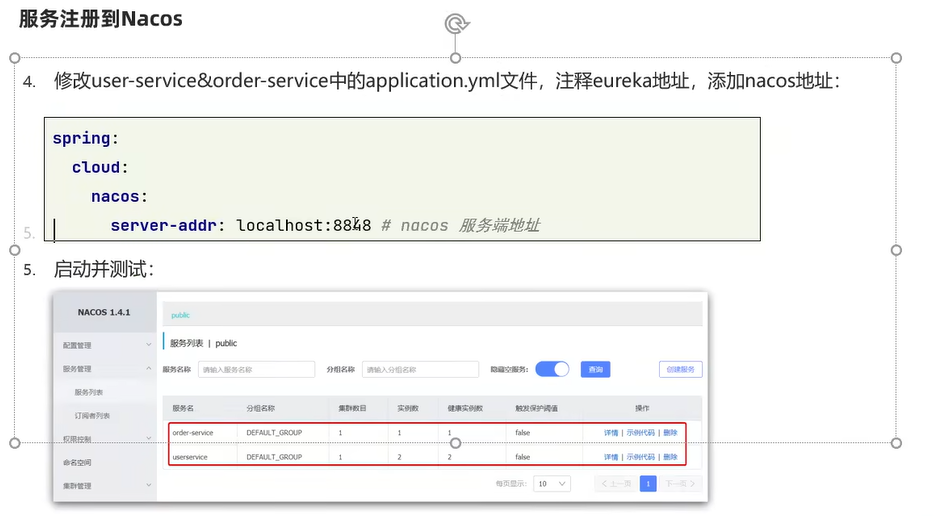 服务注册到Nacos
4. 修改user-service&order-service中的application.yml文件，注释eureka地址，添加nacos地址：
spring:
cloud:
nacos:
server-addr: localhost:8848 # nacos 服务端地址
5.
5. 启动并测试：
NACOS 1.4.1
public
配置管理
服务列表 | public
服务管理
服务名称 请输入服务名称 分组名称 请输入分组名称 隐藏空服务: 查询 创建服务
服务列表
订阅者列表
权限控制
命名空间
集群管理
服务名 分组名称 集群数目 实例数 健康实例数 触发保护阈值 操作
order-service DEFAULT_GROUP 1 1 1 false 详情 | 示例代码 | 删除
userservice DEFAULT_GROUP 1 2 2 false 详情 | 示例代码 | 删除
每页显示: 10 < 上一页 1 下一页 >